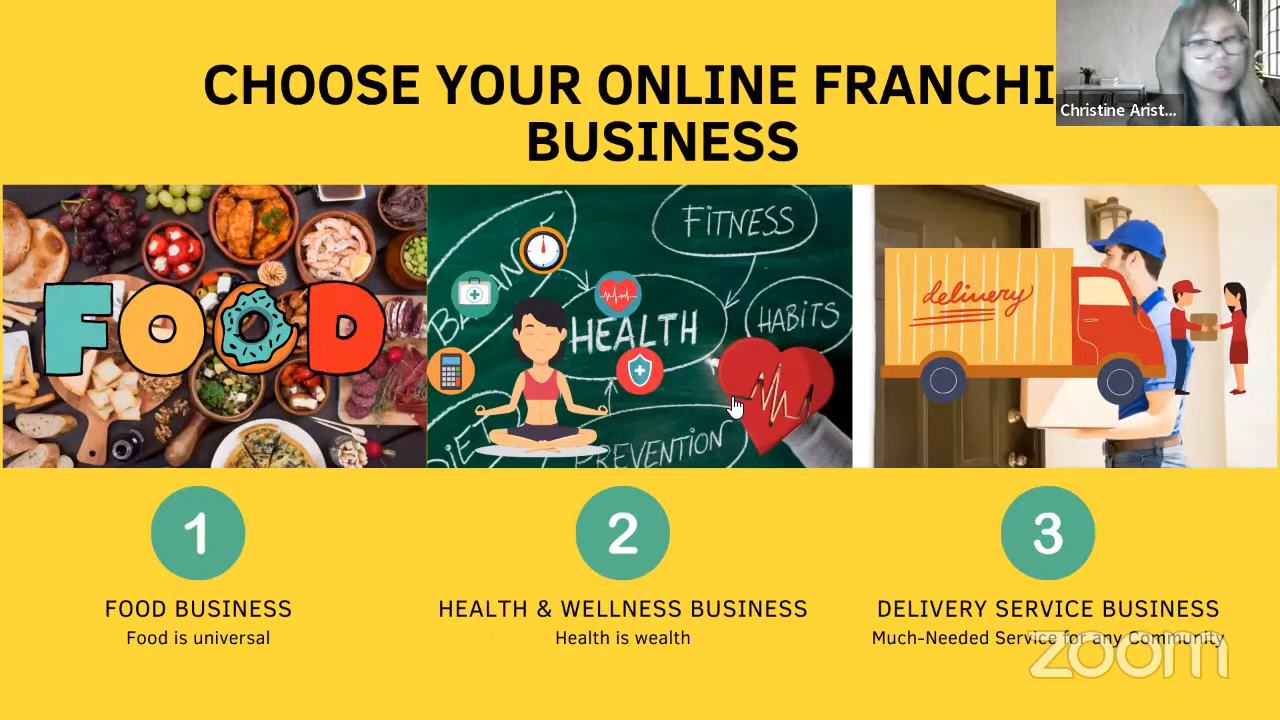 CHOOSE YOUR ONLINE FRANCHI
BUSINESS
Christine Arist...
FOOD
FITNESS
HEALTH
HABITS
DIET
PREVENTION
delivery
1
2
3
FOOD BUSINESS
HEALTH & WELLNESS BUSINESS
DELIVERY SERVICE BUSINESS
Food is universal
Health is wealth
Much-Needed Service for any Community
zoom